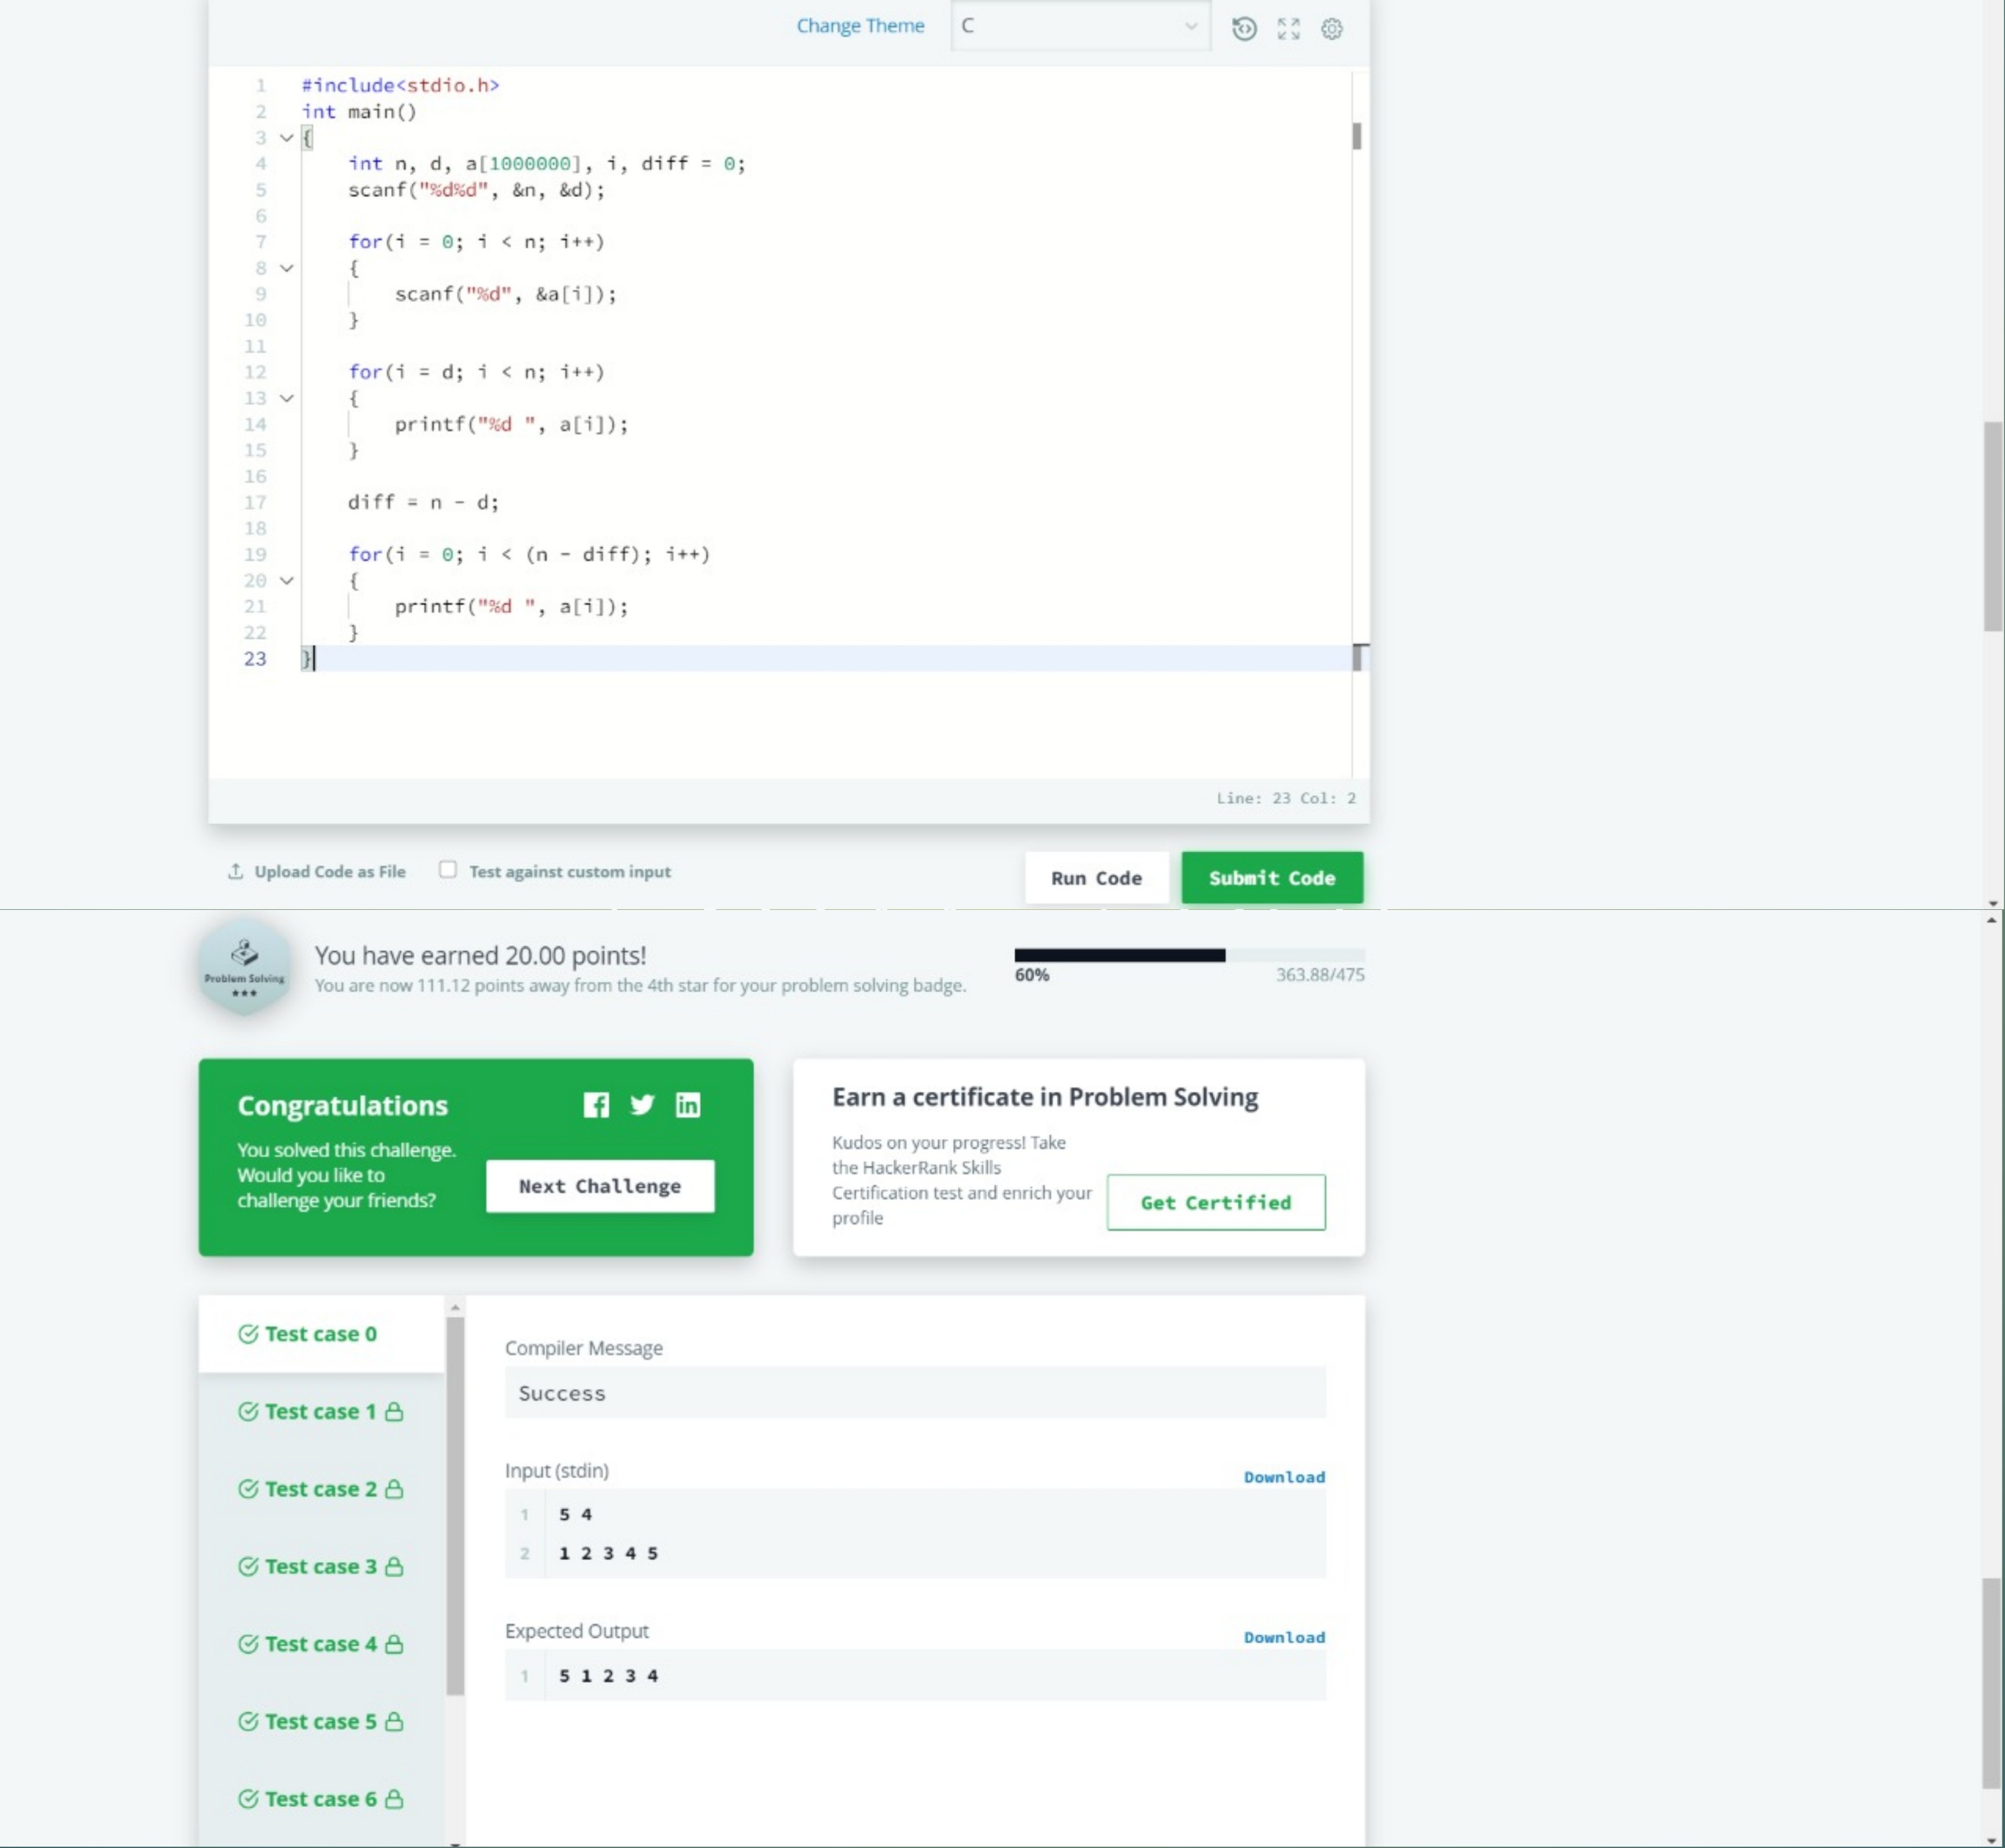 Change Theme C
1 #include<stdio.h>
2 int main()
3 {
4 int n, d, a[1000000], i, diff = 0;
5 scanf("%d%d", &n, &d);
6
7 for(i = 0; i < n; i++)
8 {
9 scanf("%d", &a[i]);
10 }
11
12 for(i = d; i < n; i++)
13 {
14 printf("%d ", a[i]);
15 }
16
17 diff = n - d;
18
19 for(i = 0; i < (n - diff); i++)
20 {
21 printf("%d ", a[i]);
22 }
23 }
Line: 23 Col: 2
Upload Code as File Test against custom input Run Code Submit Code
Problem Solving
You have earned 20.00 points!
You are now 111.12 points away from the 4th star for your problem solving badge.
60% 363.88/475
Congratulations
You solved this challenge.
Would you like to
challenge your friends?
Next Challenge
Earn a certificate in Problem Solving
Kudos on your progress! Take
the HackerRank Skills
Certification test and enrich your
profile
Get Certified
Test case 0
Test case 1
Test case 2
Test case 3
Test case 4
Test case 5
Test case 6
Compiler Message
Success
Input (stdin) Download
1 5 4
2 1 2 3 4 5
Expected Output Download
1 5 1 2 3 4